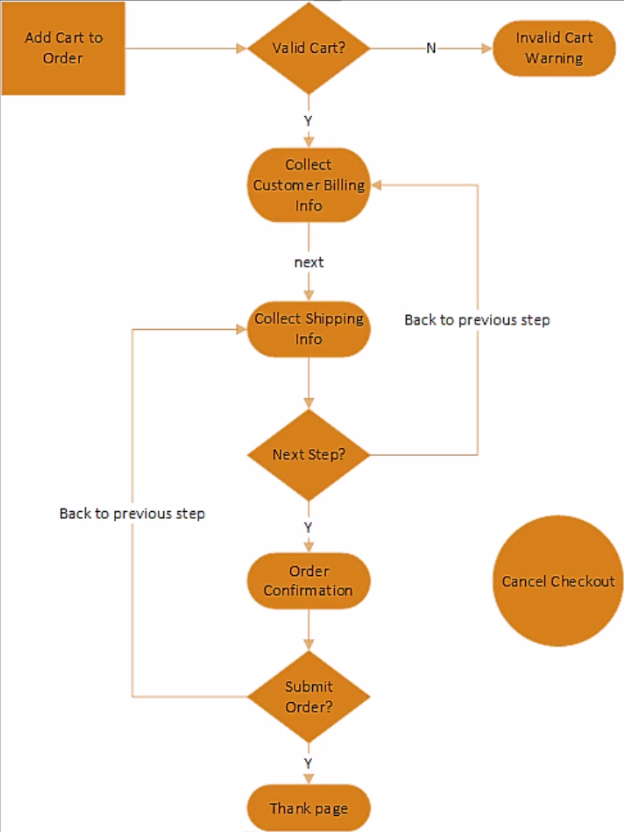 Add Cart to
Order
Valid Cart?
N
Invalid Cart
Warning
Y
Collect
Customer Billing
Info
next
Collect Shipping
Info
Back to previous step
Next Step?
Back to previous step
Y
Order
Confirmation
Cancel Checkout
Submit
Order?
Y
Thank page